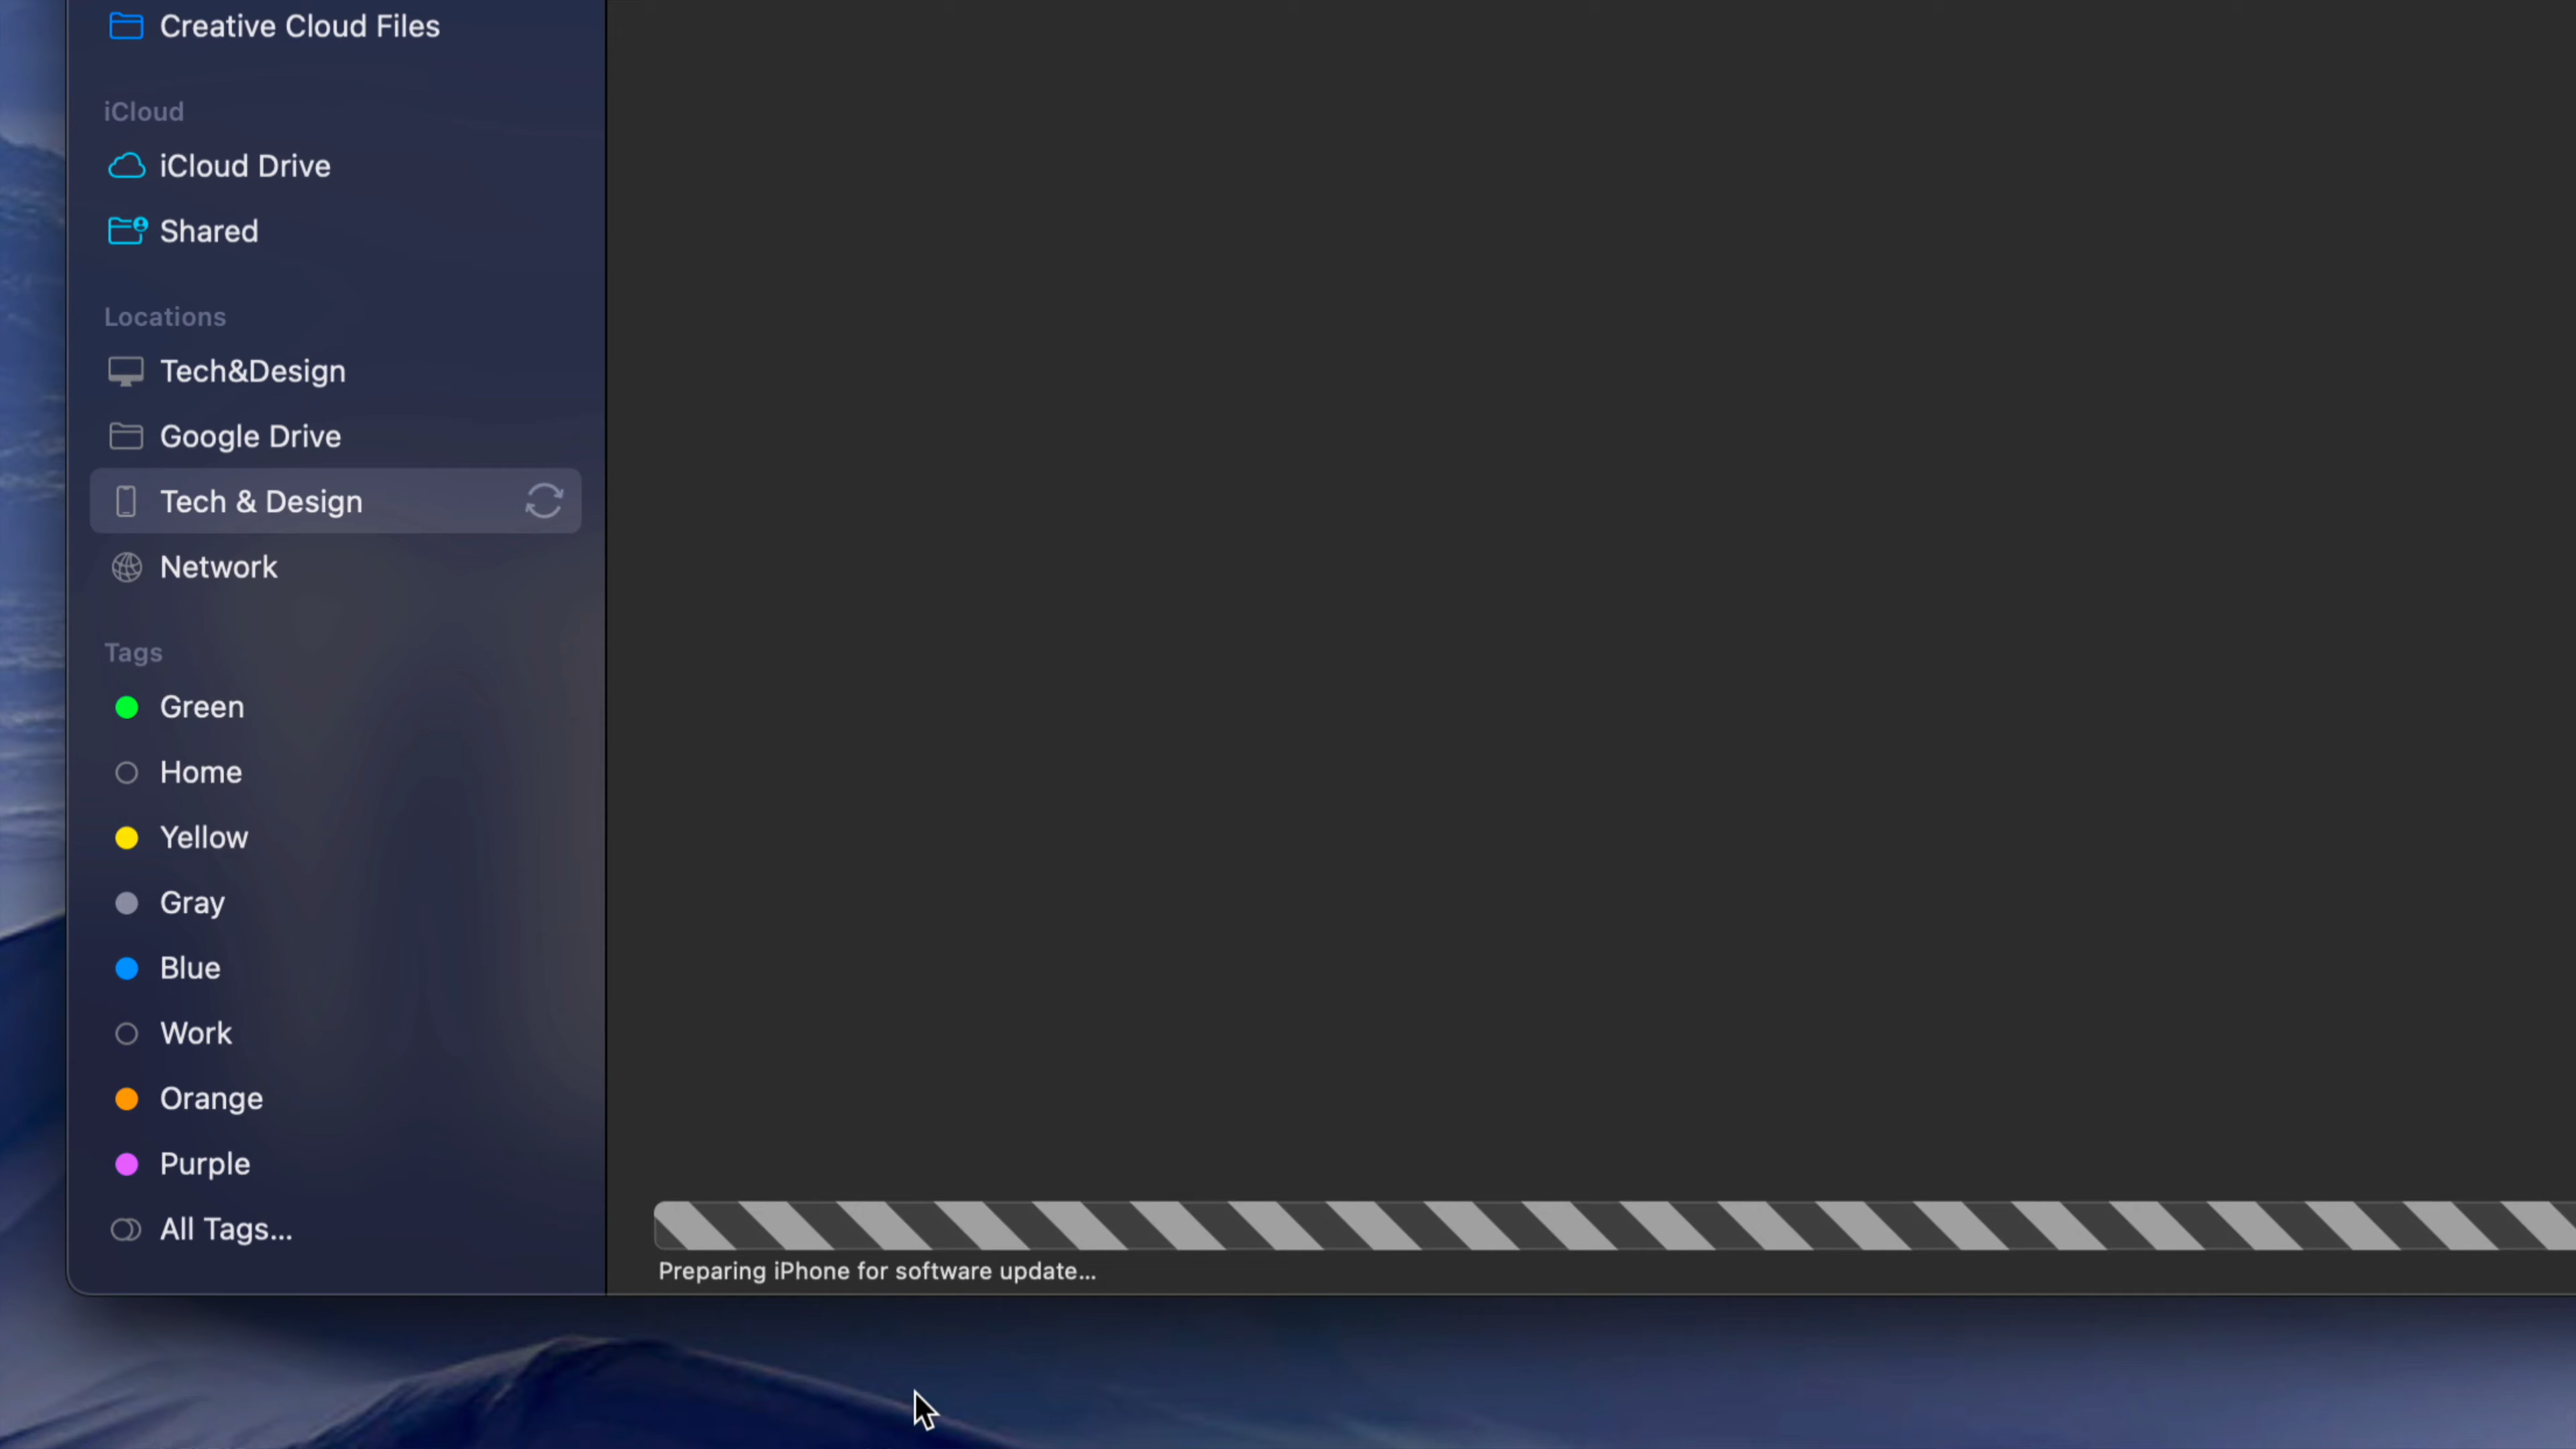 Creative Cloud Files
iCloud
iCloud Drive
Shared
Locations
Tech&Design
Google Drive
Tech & Design
Network
Tags
Green
Home
Yellow
Gray
Blue
Work
Orange
Purple
All Tags...
Preparing iPhone for software update...